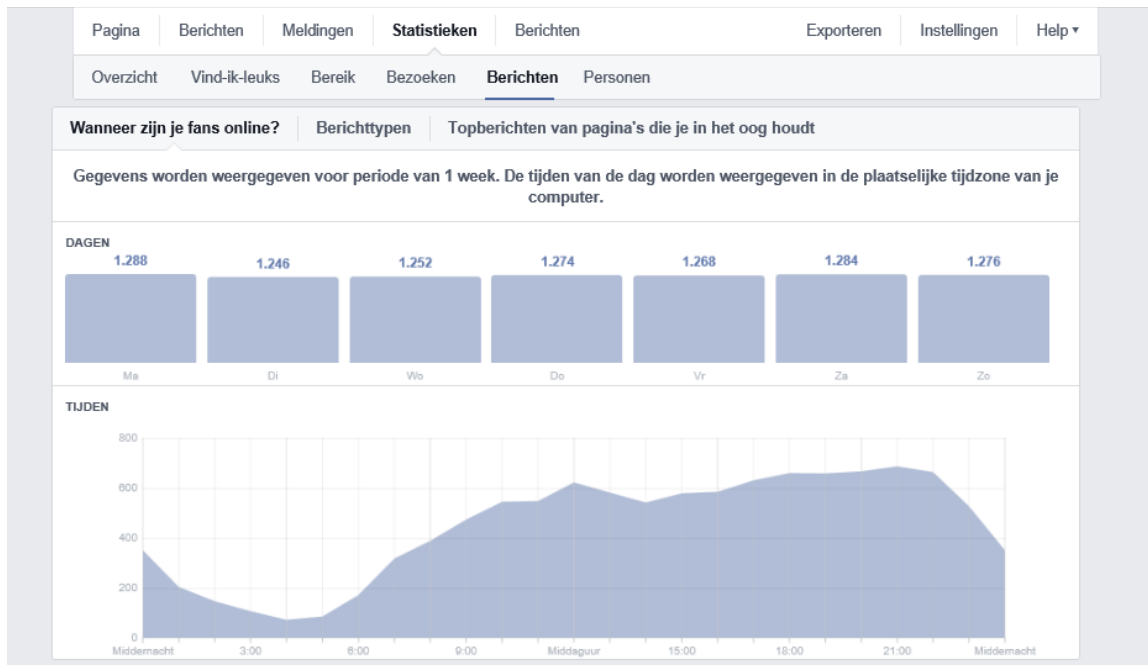 Pagina Berichten Meldingen Statistieken Berichten Exporteren Instellingen Help ▾
Overzicht Vind-ik-leuks Bereik Bezoeken Berichten Personen
Wanneer zijn je fans online? Berichttypen Topberichten van pagina's die je in het oog houdt
Gegevens worden weergegeven voor periode van 1 week. De tijden van de dag worden weergegeven in de plaatselijke tijdzone van je
computer.
DAGEN
1.288 1.246 1.252 1.274 1.268 1.284 1.276
Ma Di Wo Do Vr Za Zo
TIJDEN
800
600
400
200
0
Middernacht 3:00 6:00 9:00 Middaguur 15:00 18:00 21:00 Middernacht